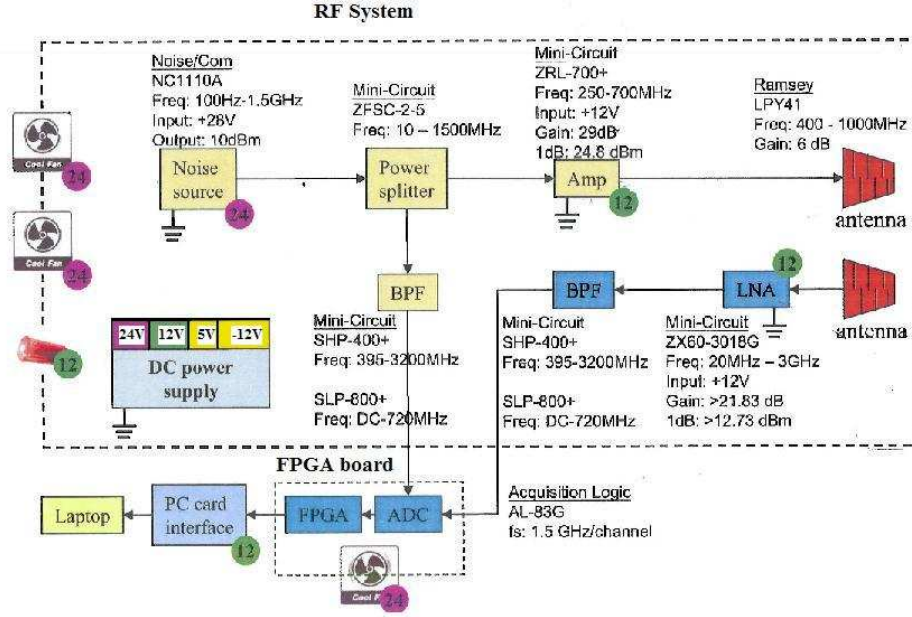 RF System
Noise/Com
NC1110A
Freq: 100Hz-1.5GHz
Input: +28V
Output: 10dBm
Mini-Circuit
ZFSC-2-5
Freq: 10 – 1500MHz
Mini-Circuit
ZRL-700+
Freq: 250-700MHz
Input: +12V
Gain: 29dB
1dB: 24.8 dBm
Ramsey
LPY41
Freq: 400 - 1000MHz
Gain: 6 dB
Cool Fan
24
Noise
source
24
Power
splitter
Amp
12
antenna
Cool Fan
24
BPF
BPF
LNA
12
antenna
Mini-Circuit
SHP-400+
Freq: 395-3200MHz
SLP-800+
Freq: DC-720MHz
Mini-Circuit
SHP-400+
Freq: 395-3200MHz
SLP-800+
Freq: DC-720MHz
Mini-Circuit
ZX60-3018G
Freq: 20MHz – 3GHz
Input: +12V
Gain: >21.83 dB
1dB: >12.73 dBm
24V
12V
5V
-12V
DC power
supply
12
FPGA board
Laptop
PC card
interface
12
FPGA
ADC
Acquisition Logic
AL-83G
fs: 1.5 GHz/channel
Cool Fan
24